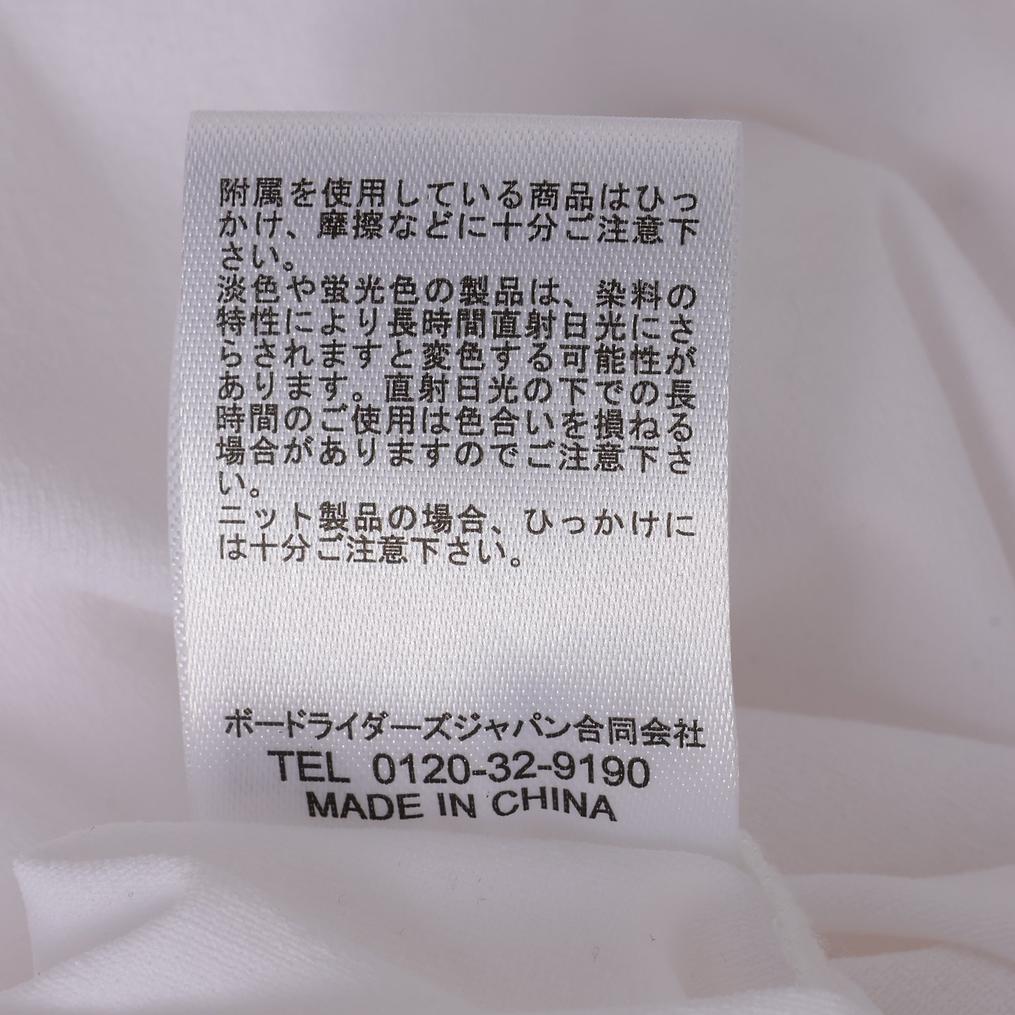 附属を使用している商品はひっ
かけ、摩擦などに十分ご注意下
さい。
淡色や蛍光色の製品は、染料の
特性により長時間直射日光にさ
らされますと変色する可能性が
あります。直射日光の下での長
時間のご使用は色合いを損ねる
場合がありますのでご注意下さ
い。
ニット製品の場合、ひっかけに
は十分ご注意下さい。
ボードライダーズジャパン合同会社
TEL 0120-32-9190
MADE IN CHINA